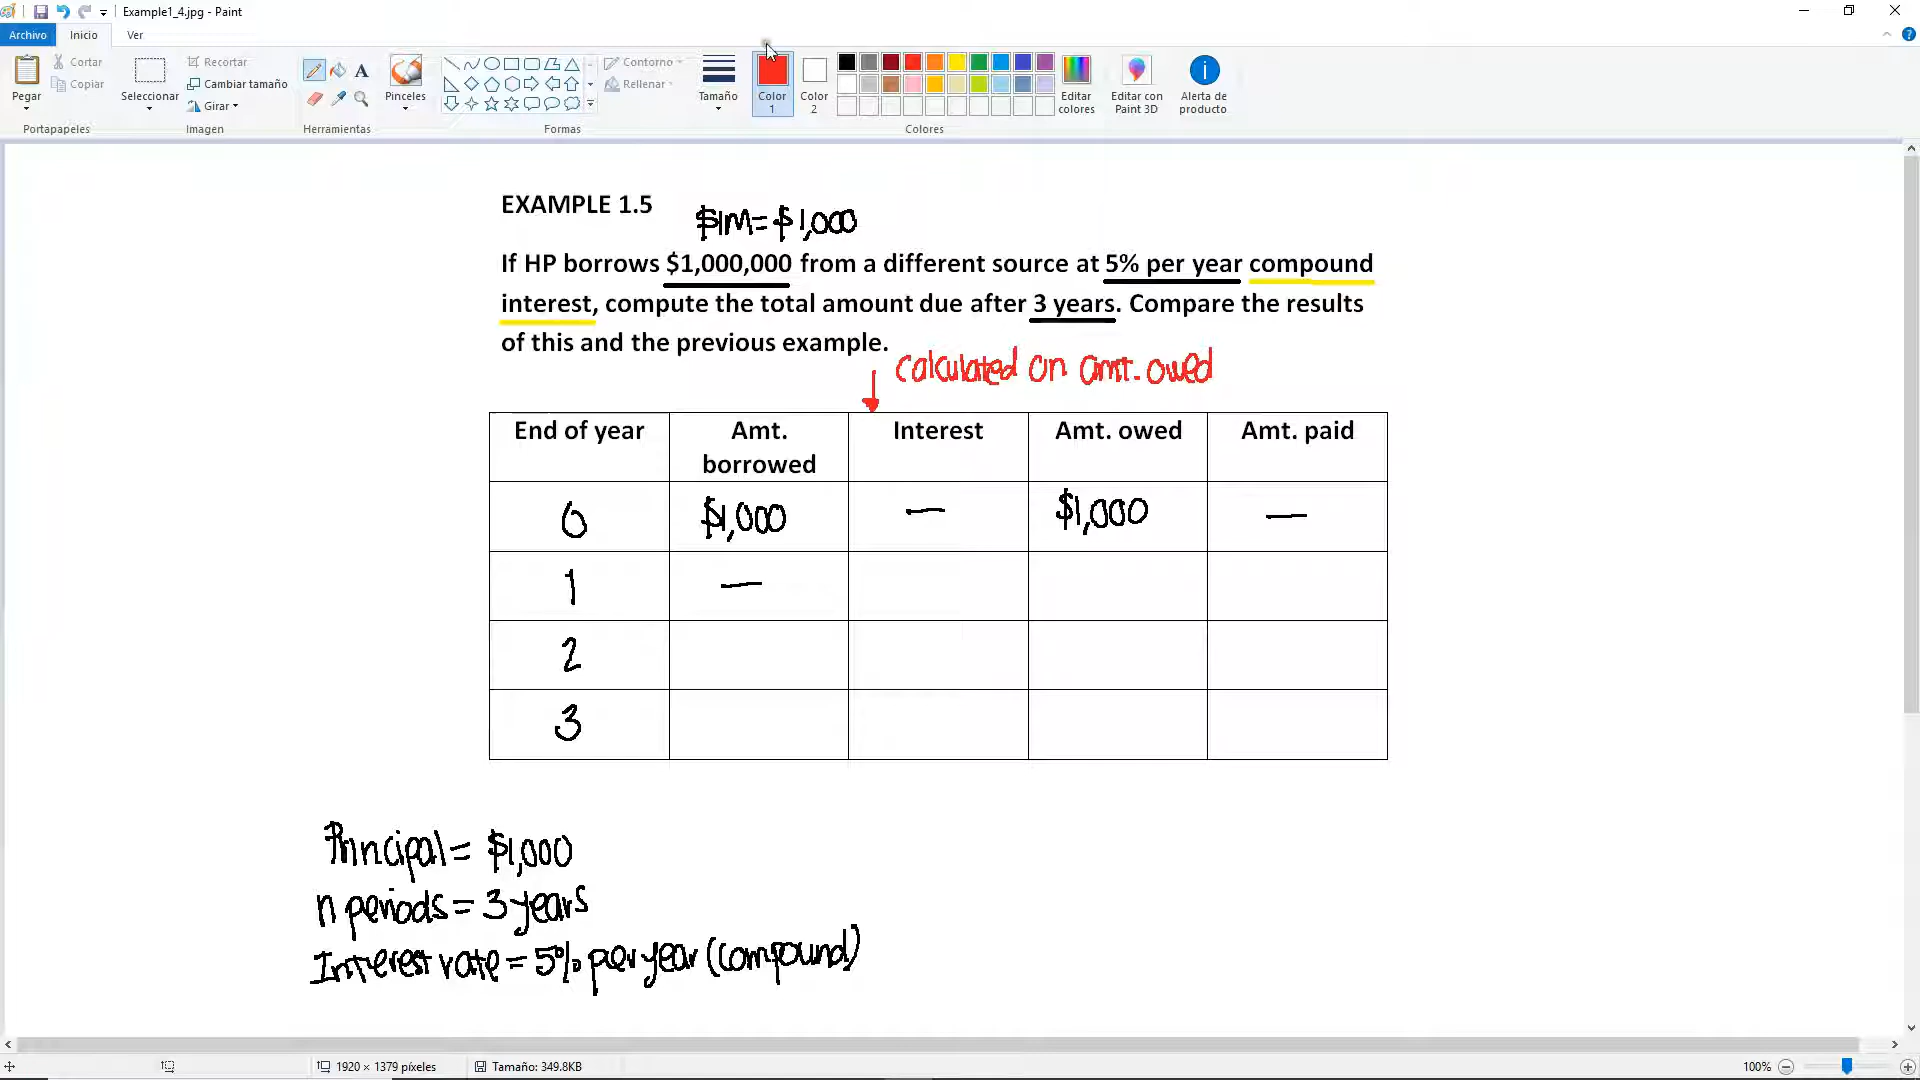 Example1_4.jpg - Paint
Archivo Inicio Ver
Pegar
Cortar
Copiar
Portapapeles
Seleccionar
Recortar
Cambiar tamaño
Girar
Imagen
A
Herramientas
Pinceles
Formas
Contorno
Rellenar
Tamaño
Color 1
Color 2
Colores
Editar colores
Editar con Paint 3D
Alerta de producto
EXAMPLE 1.5
$1M=$1,000
If HP borrows $1,000,000 from a different source at 5% per year compound
interest, compute the total amount due after 3 years. Compare the results
of this and the previous example.
calculated on amt. owed
End of year Amt. borrowed Interest Amt. owed Amt. paid
0 $1,000 — $1,000 —
1 —
2
3
Principal = $1,000
n periods = 3 years
Interest rate = 5% per year (compound)
1920 × 1379 píxeles Tamaño: 349.8KB 100%